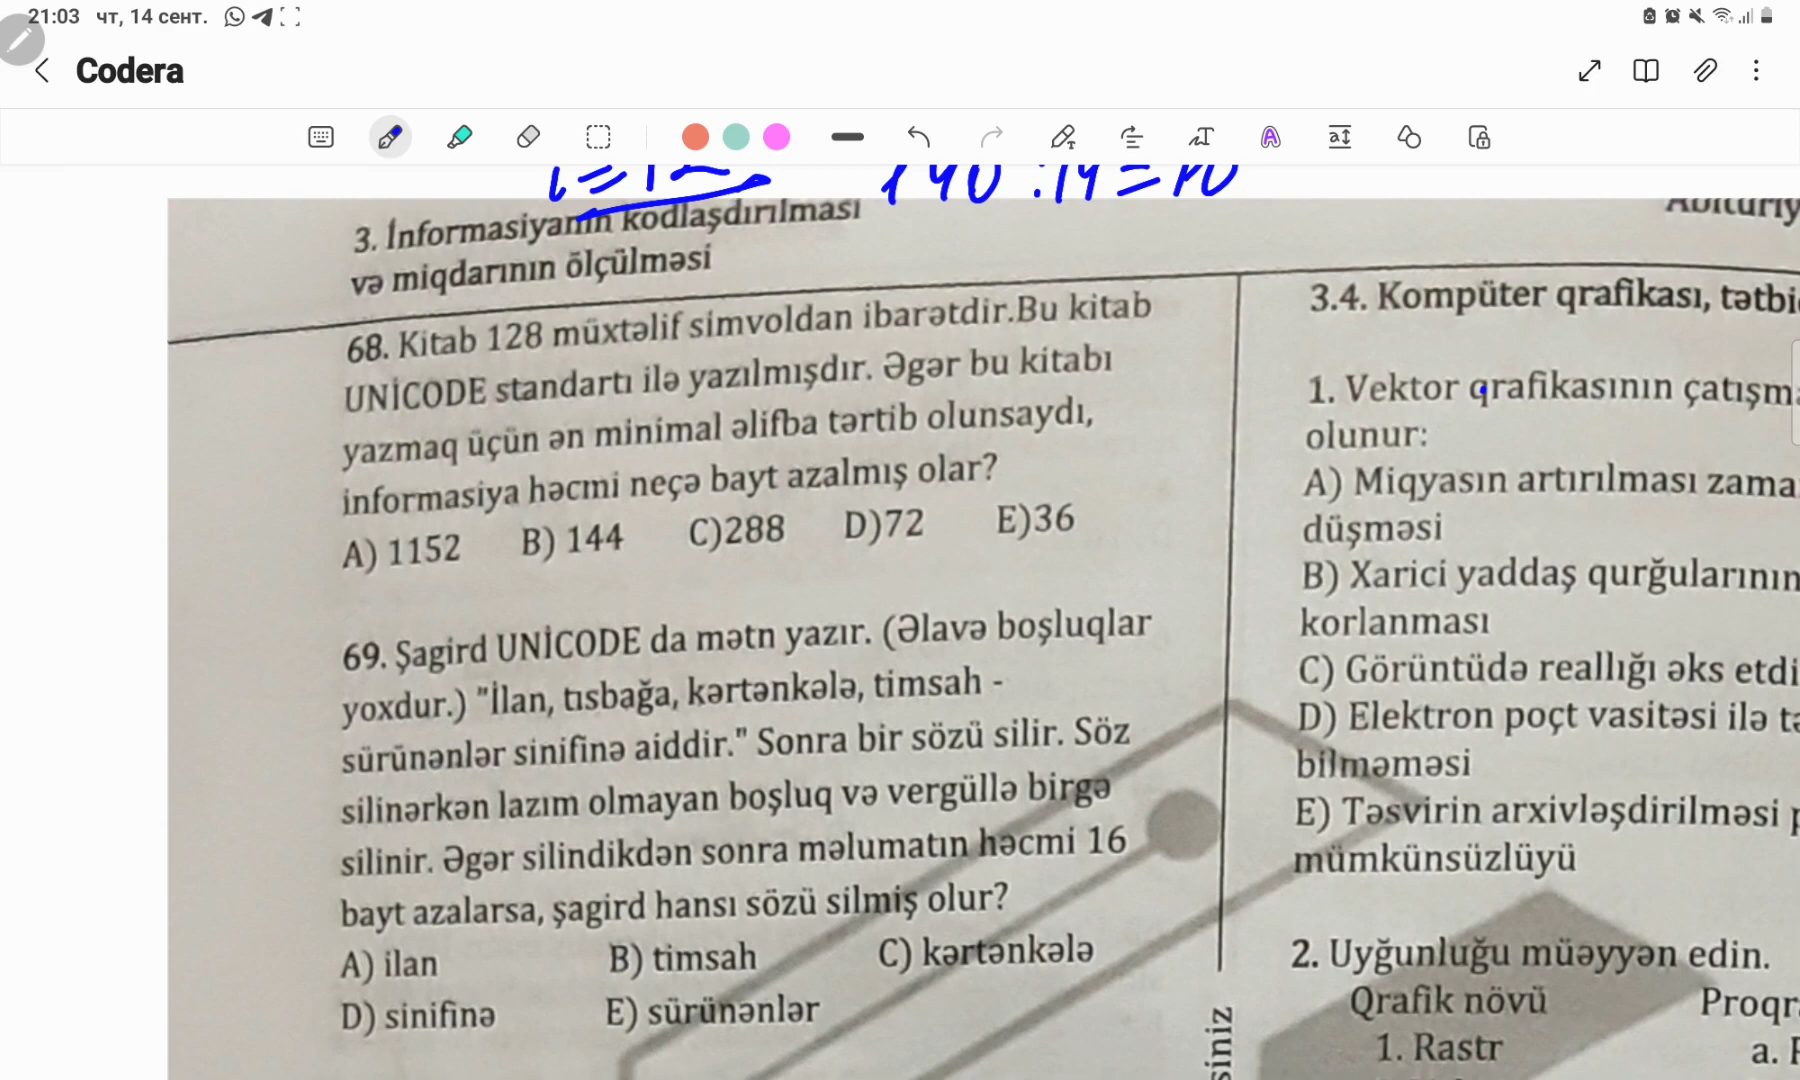 21:03 чт, 14 сент.
Codera
140 : 14 = 10
3. İnformasiyanın kodlaşdırılması
və miqdarının ölçülməsi
68. Kitab 128 müxtəlif simvoldan ibarətdir.Bu kitab
UNİCODE standartı ilə yazılmışdır. Əgər bu kitabı
yazmaq üçün ən minimal əlifba tərtib olunsaydı,
informasiya həcmi neçə bayt azalmış olar?
A) 1152 B) 144 C)288 D)72 E)36
69. Şagird UNİCODE da mətn yazır. (Əlavə boşluqlar
yoxdur.) "İlan, tısbağa, kərtənkələ, timsah -
sürünənlər sinifinə aiddir." Sonra bir sözü silir. Söz
silinərkən lazım olmayan boşluq və vergüllə birgə
silinir. Əgər silindikdən sonra məlumatın həcmi 16
bayt azalarsa, şagird hansı sözü silmiş olur?
A) ilan B) timsah C) kərtənkələ
D) sinifinə E) sürünənlər
siniz
3.4. Kompüter qrafikası, tətbi
1. Vektor qrafikasının çatışm
olunur:
A) Miqyasın artırılması zama
düşməsi
B) Xarici yaddaş qurğularının
korlanması
C) Görüntüdə reallığı əks etdi
D) Elektron poçt vasitəsi ilə tə
bilməməsi
E) Təsvirin arxivləşdirilməsi p
mümkünsüzlüyü
2. Uyğunluğu müəyyən edin.
Qrafik növü Proqr
1. Rastr a.